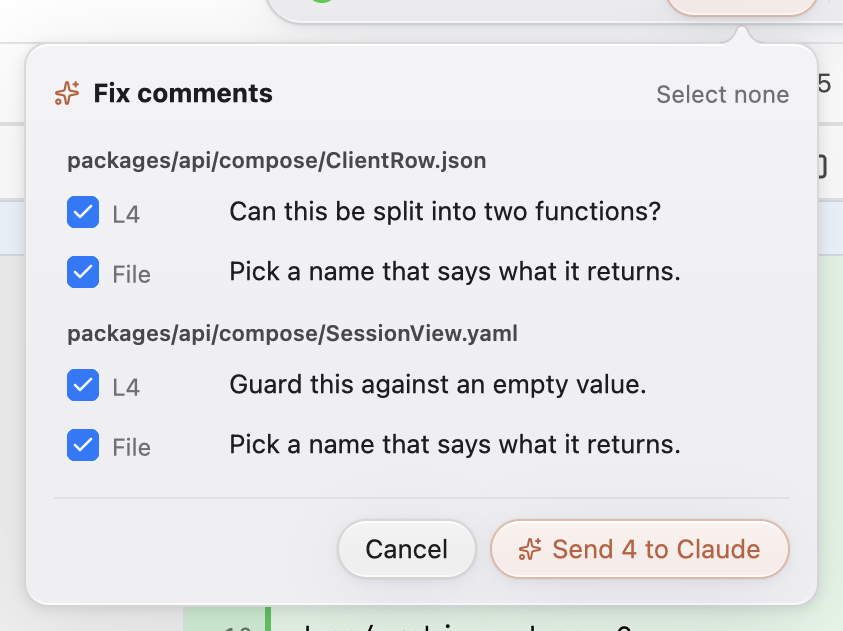 Fix comments
Select none
packages/api/compose/ClientRow.json
L4 Can this be split into two functions?
File Pick a name that says what it returns.
packages/api/compose/SessionView.yaml
L4 Guard this against an empty value.
File Pick a name that says what it returns.
Cancel
Send 4 to Claude